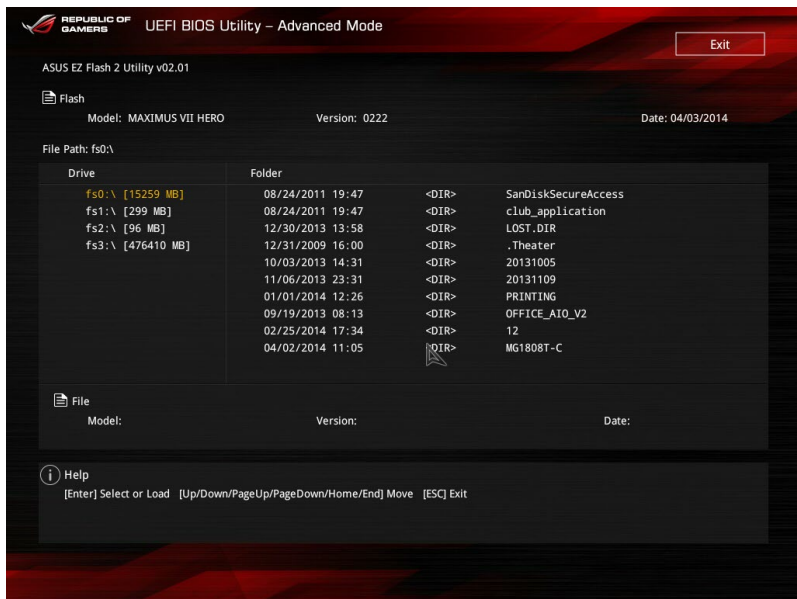 REPUBLIC OF
GAMERS
UEFI BIOS Utility – Advanced Mode
Exit
ASUS EZ Flash 2 Utility v02.01
Flash
Model: MAXIMUS VII HERO Version: 0222 Date: 04/03/2014
File Path: fs0:\
Drive Folder
fs0:\ [15259 MB] 08/24/2011 19:47 <DIR> SanDiskSecureAccess
fs1:\ [299 MB] 08/24/2011 19:47 <DIR> club_application
fs2:\ [96 MB] 12/30/2013 13:58 <DIR> LOST.DIR
fs3:\ [476410 MB] 12/31/2009 16:00 <DIR> .Theater
10/03/2013 14:31 <DIR> 20131005
11/06/2013 23:31 <DIR> 20131109
01/01/2014 12:26 <DIR> PRINTING
09/19/2013 08:13 <DIR> OFFICE_AIO_V2
02/25/2014 17:34 <DIR> 12
04/02/2014 11:05 <DIR> MG1808T-C
File
Model: Version: Date:
Help
[Enter] Select or Load [Up/Down/PageUp/PageDown/Home/End] Move [ESC] Exit